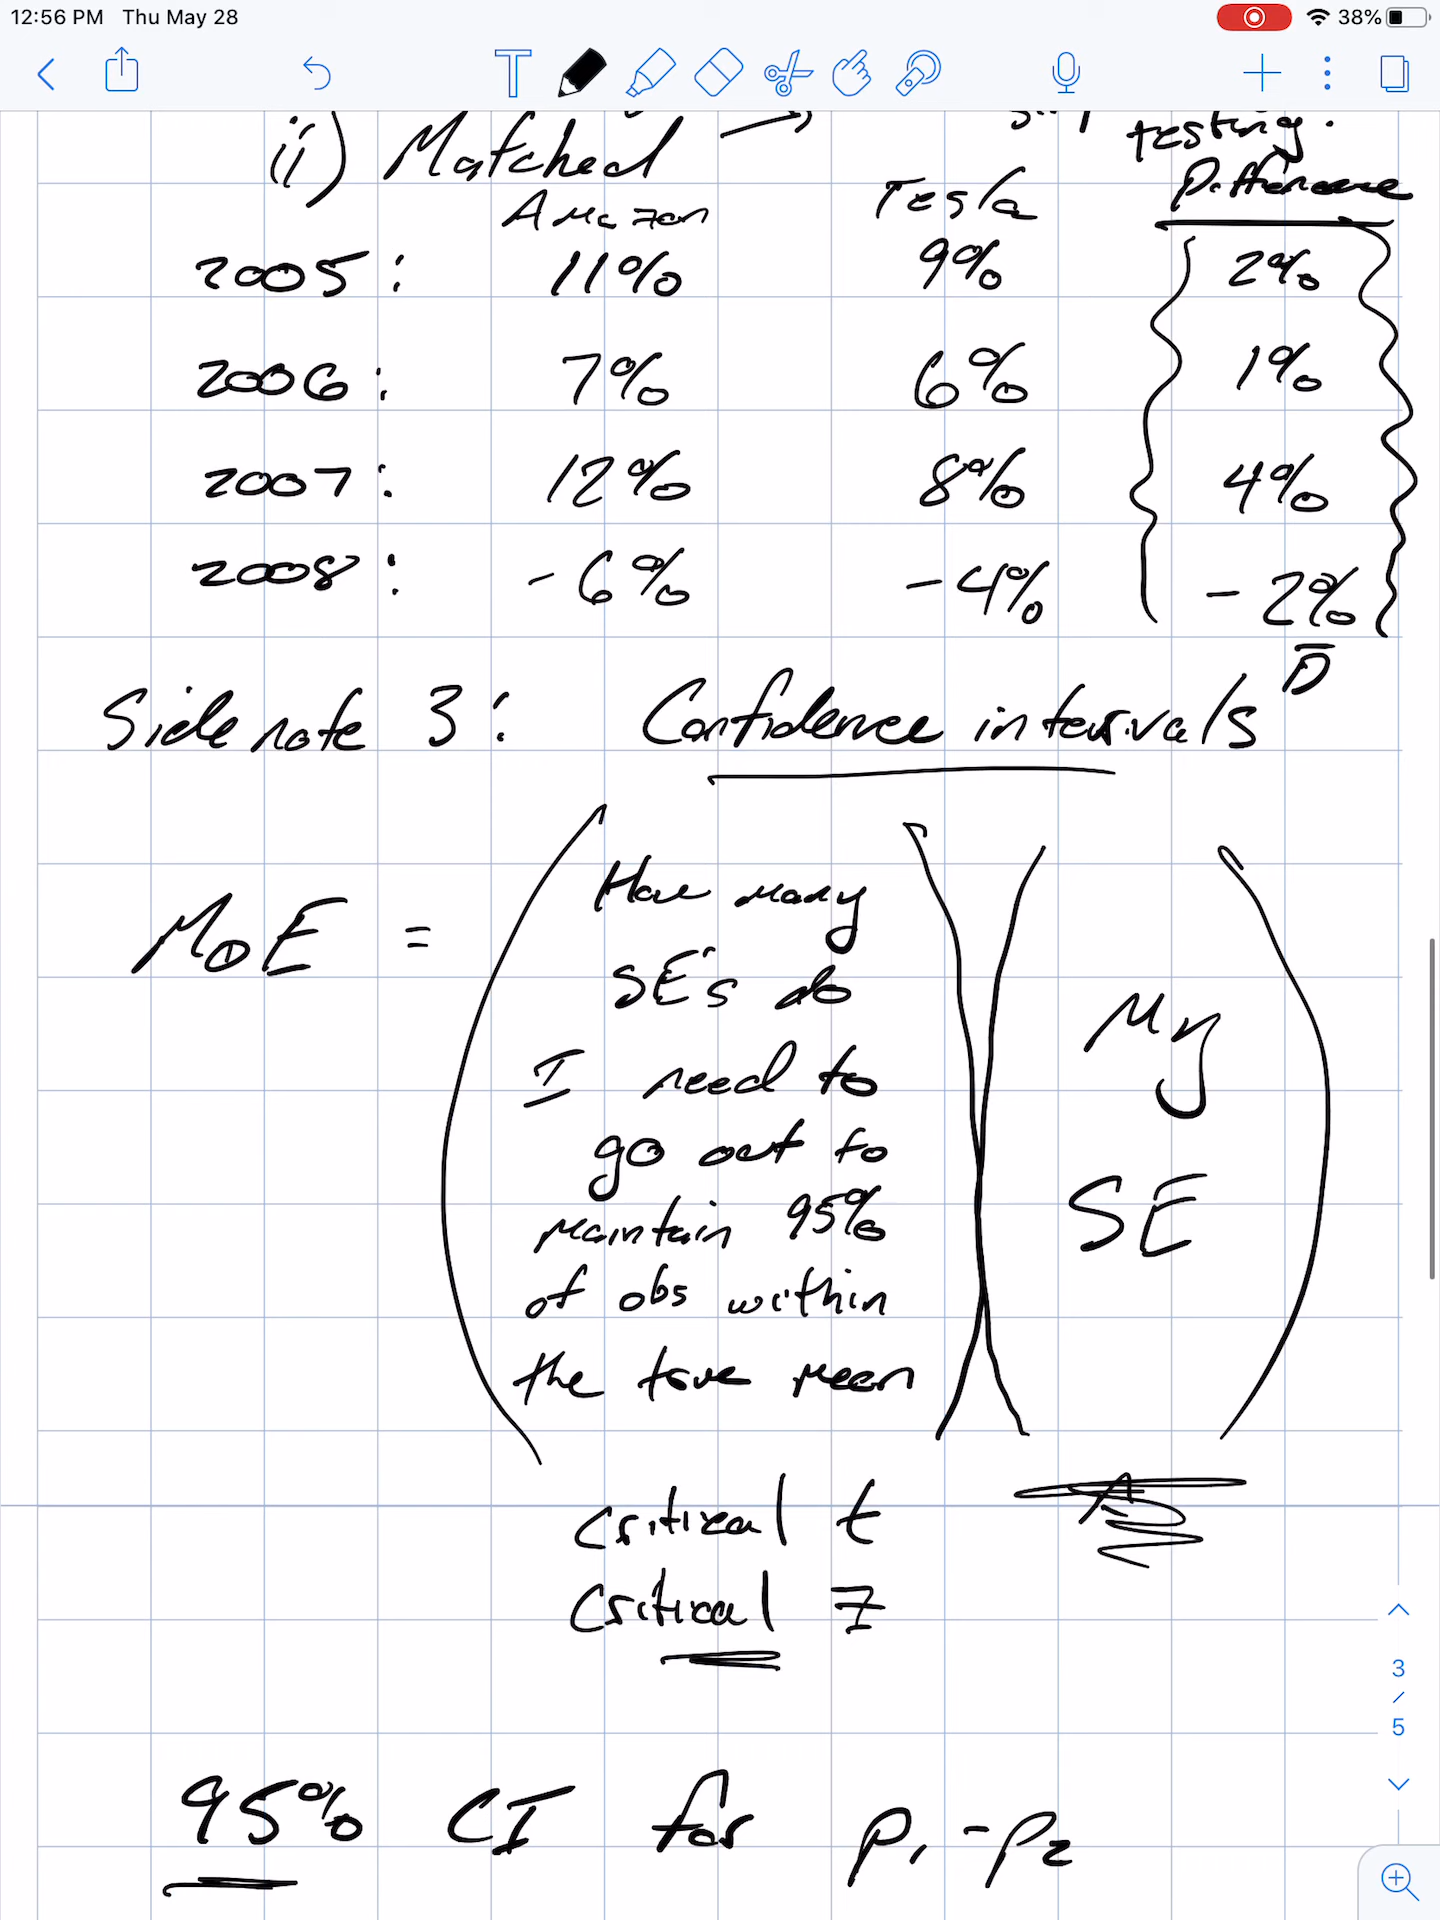 12:56 PM Thu May 28
38%
T
ii) Matched
testing.
Amazon Tesla Difference
2005: 11% 9% 2%
2006: 7% 6% 1%
2007: 12% 8% 4%
2008: -6% -4% -2%
D̄
Side note 3: Confidence intervals
MoE = ( How many
SE's do
I need to
go out to
maintain 95%
of obs within
the true mean ) ( My
SE )
critical t
critical z
3
/
5
95% CI for p₁-p₂